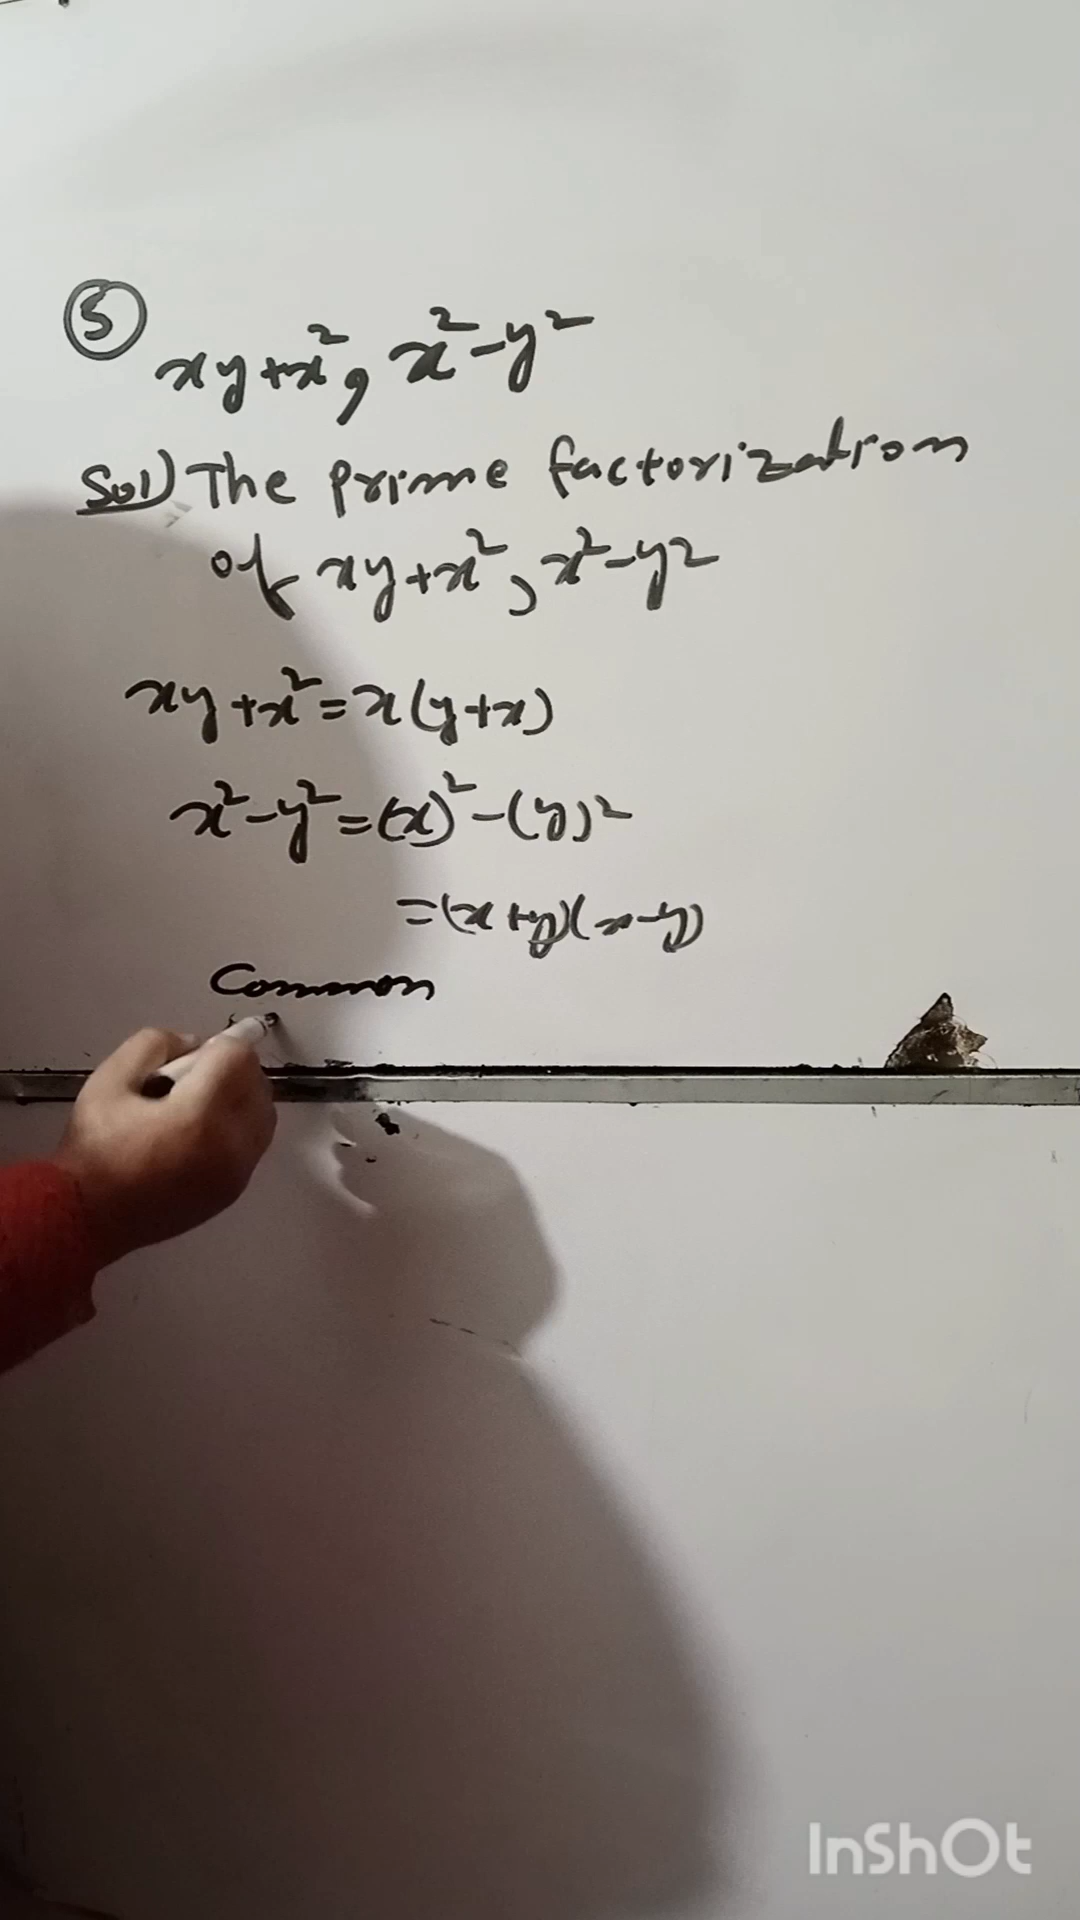 5
xy+x², x²-y²
Sol) The prime factorization
of xy+x², x²-y²
xy+x²=x(y+x)
x²-y²=(x)²-(y)²
=(x+y)(x-y)
Common
InShOt